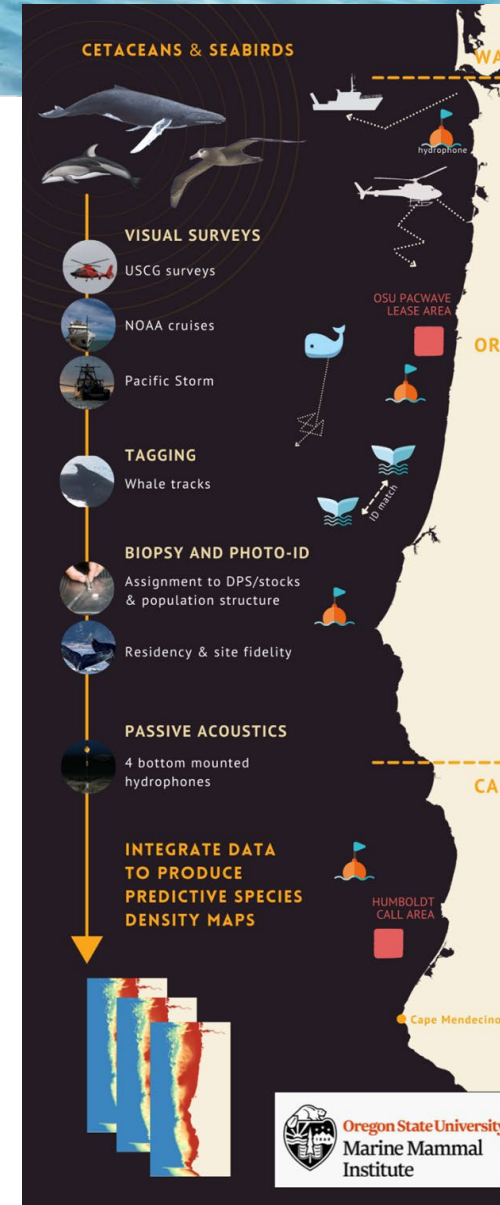 CETACEANS & SEABIRDS
WA
hydrophone
VISUAL SURVEYS
USCG surveys
OSU PACWAVE
LEASE AREA
NOAA cruises
OR
Pacific Storm
TAGGING
Whale tracks
ID match
BIOPSY AND PHOTO-ID
Assignment to DPS/stocks
& population structure
Residency & site fidelity
PASSIVE ACOUSTICS
4 bottom mounted
hydrophones
CA
INTEGRATE DATA
TO PRODUCE
PREDICTIVE SPECIES
DENSITY MAPS
HUMBOLDT
CALL AREA
Cape Mendecino
Oregon State University
Marine Mammal
Institute